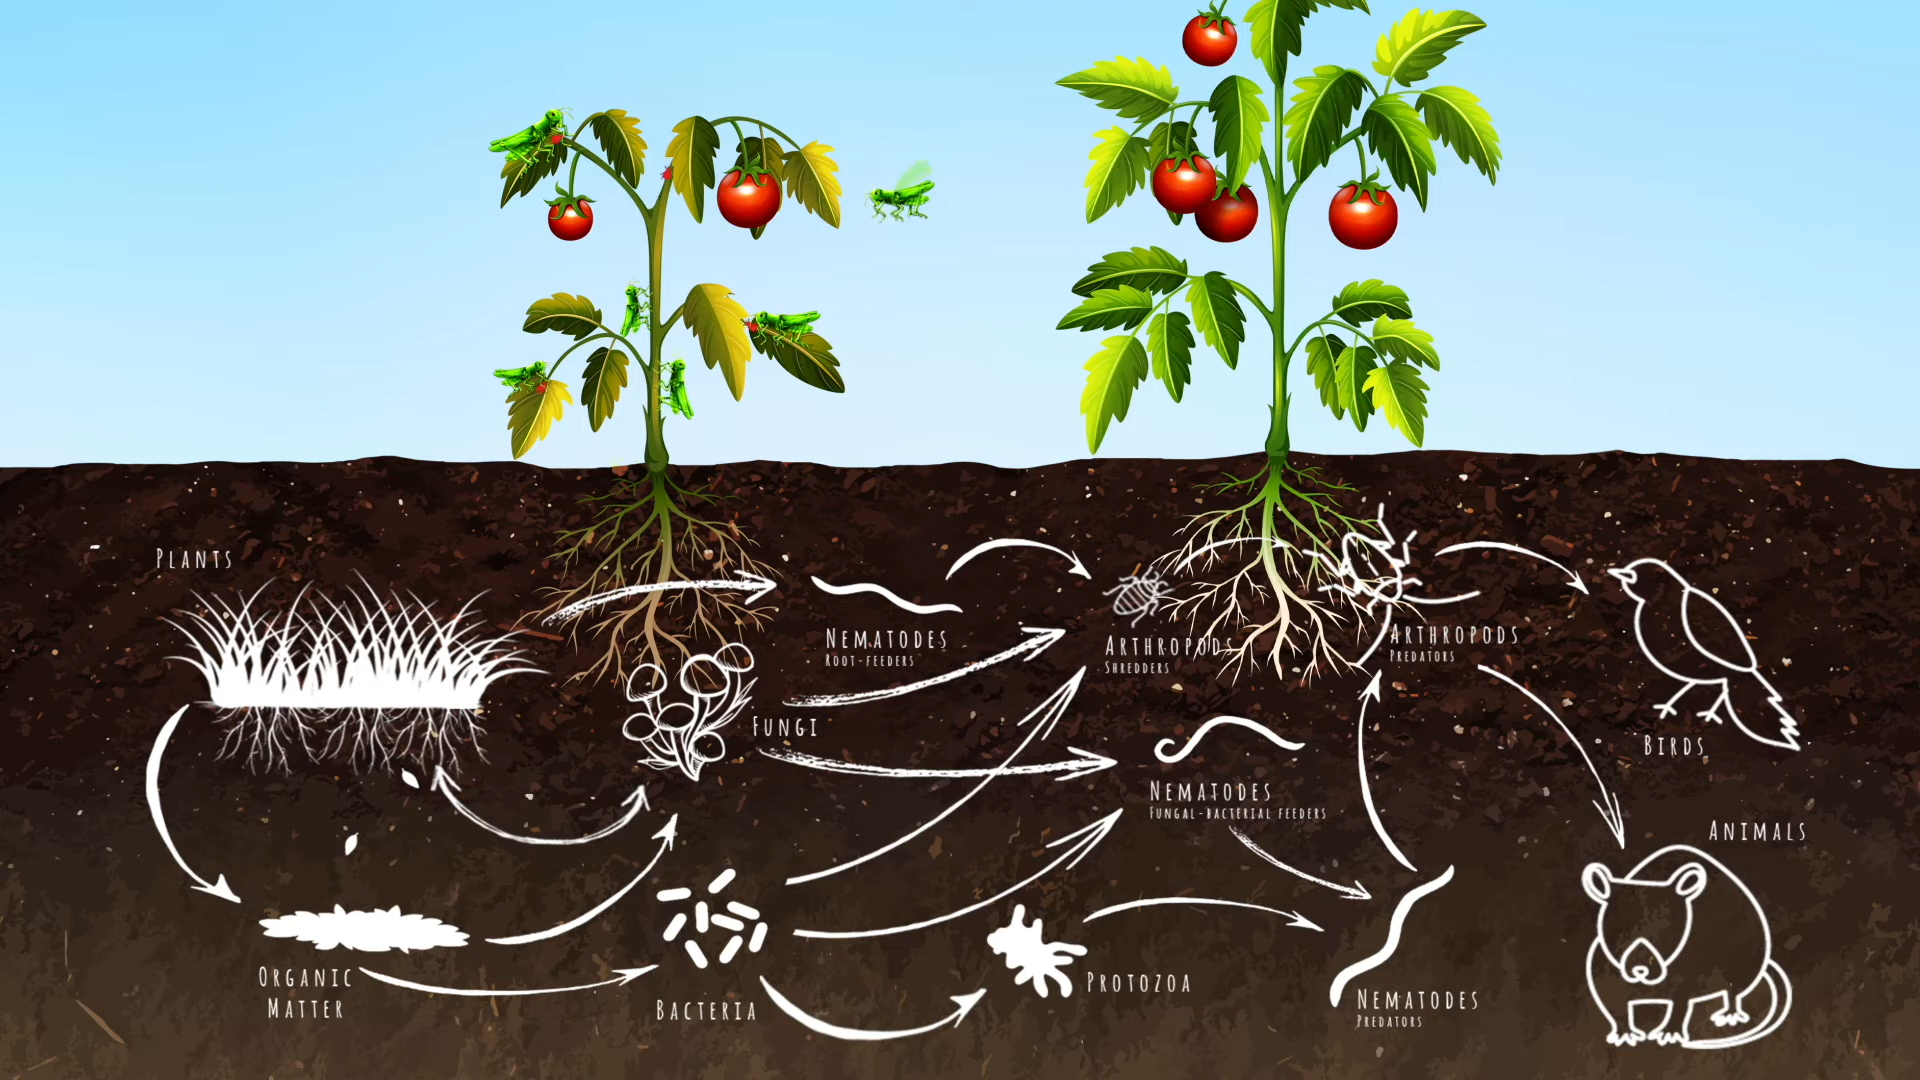 Plants
Nematodes
Root-feeders
Arthropods
Shredders
Arthropods
Predators
Fungi
Birds
Nematodes
Fungal-bacterial feeders
Animals
Organic
Matter
Bacteria
Protozoa
Nematodes
Predators